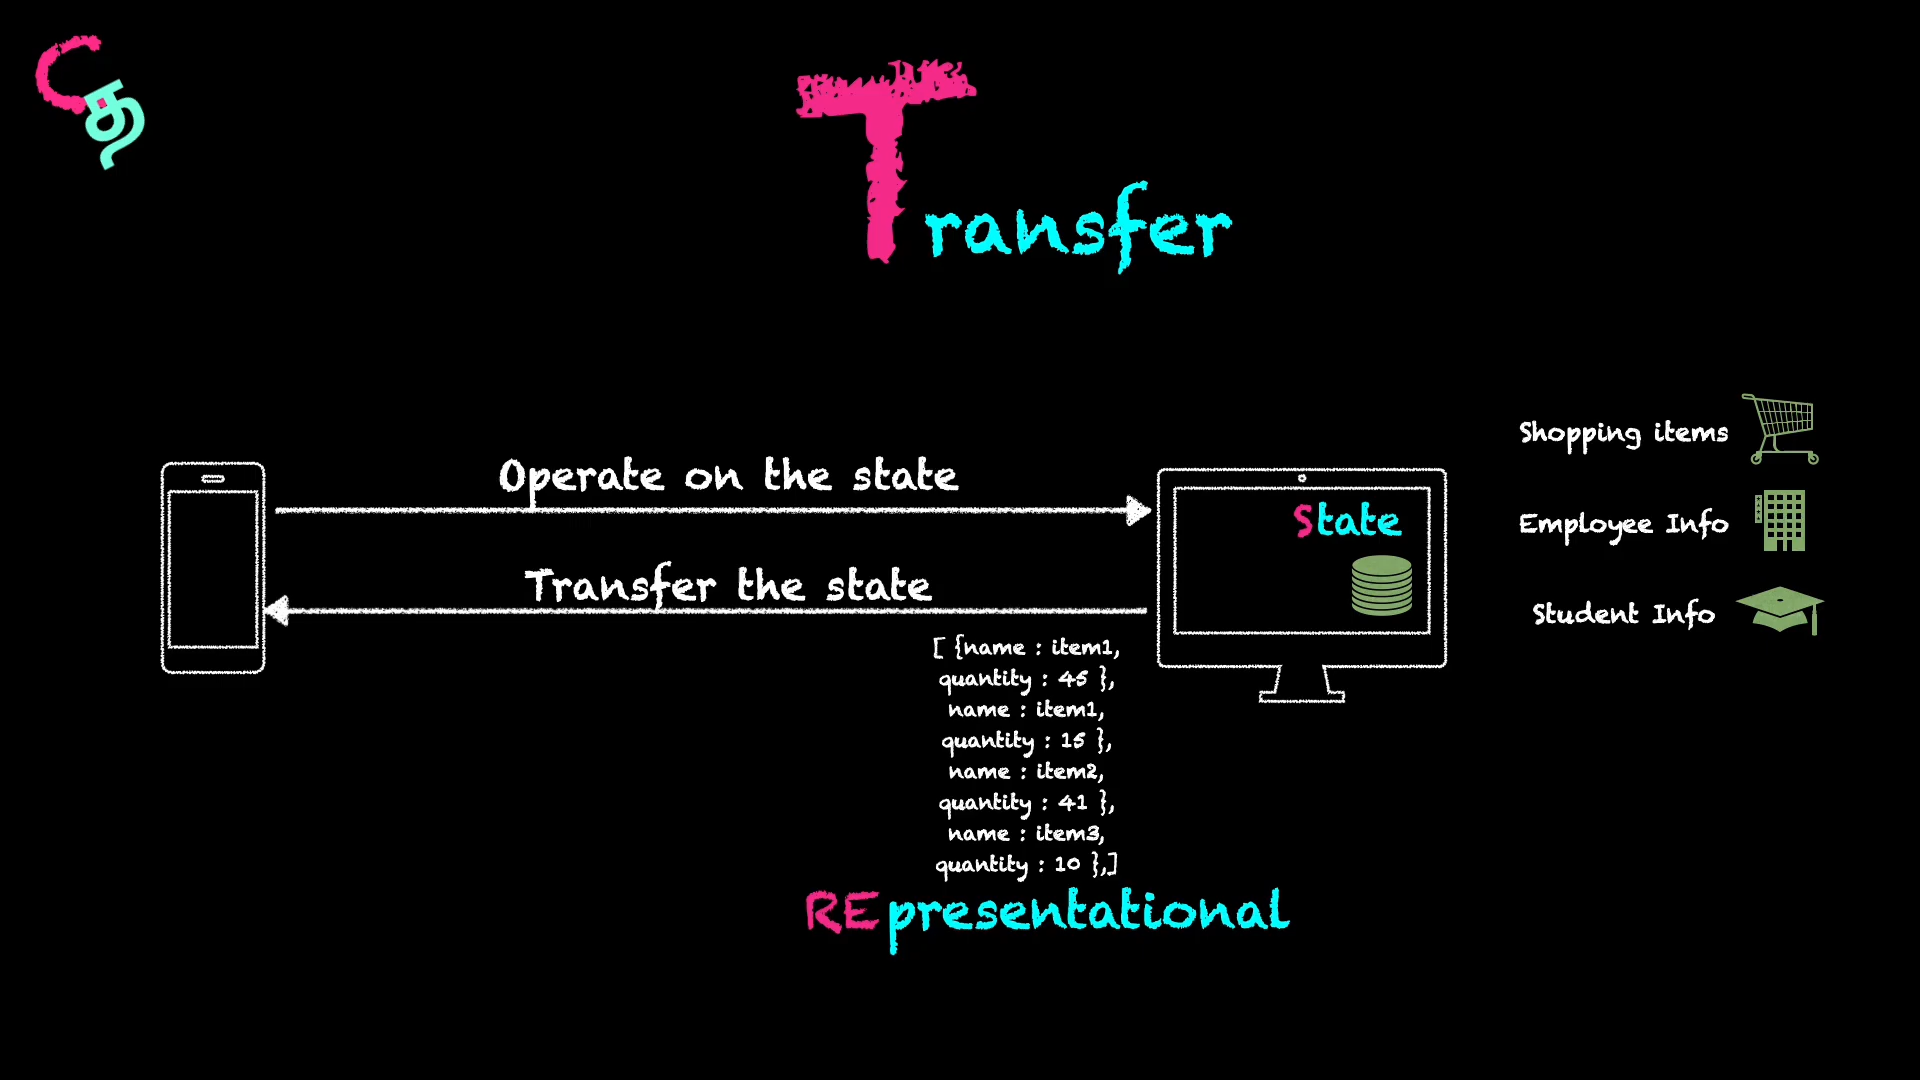 Transfer
Shopping items
Operate on the state
State
Employee Info
Transfer the state
Student Info
[ {name : item1,
quantity : 45 },
name : item1,
quantity : 15 },
name : item2,
quantity : 41 },
name : item3,
quantity : 10 },]
REpresentational